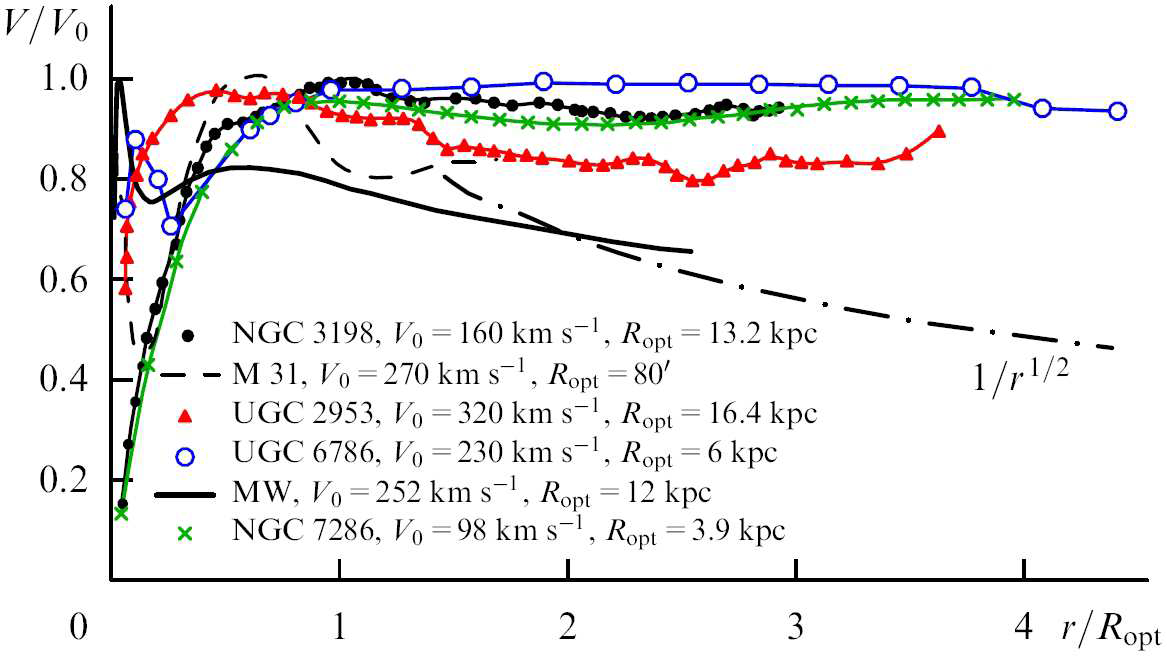 V/V₀
1.0
0.8
0.6
0.4
0.2
NGC 3198, V₀ = 160 km s⁻¹, Rₒₚₜ = 13.2 kpc
M 31, V₀ = 270 km s⁻¹, Rₒₚₜ = 80′
UGC 2953, V₀ = 320 km s⁻¹, Rₒₚₜ = 16.4 kpc
UGC 6786, V₀ = 230 km s⁻¹, Rₒₚₜ = 6 kpc
MW, V₀ = 252 km s⁻¹, Rₒₚₜ = 12 kpc
NGC 7286, V₀ = 98 km s⁻¹, Rₒₚₜ = 3.9 kpc
1/r¹/²
0 1 2 3 4 r/Rₒₚₜ